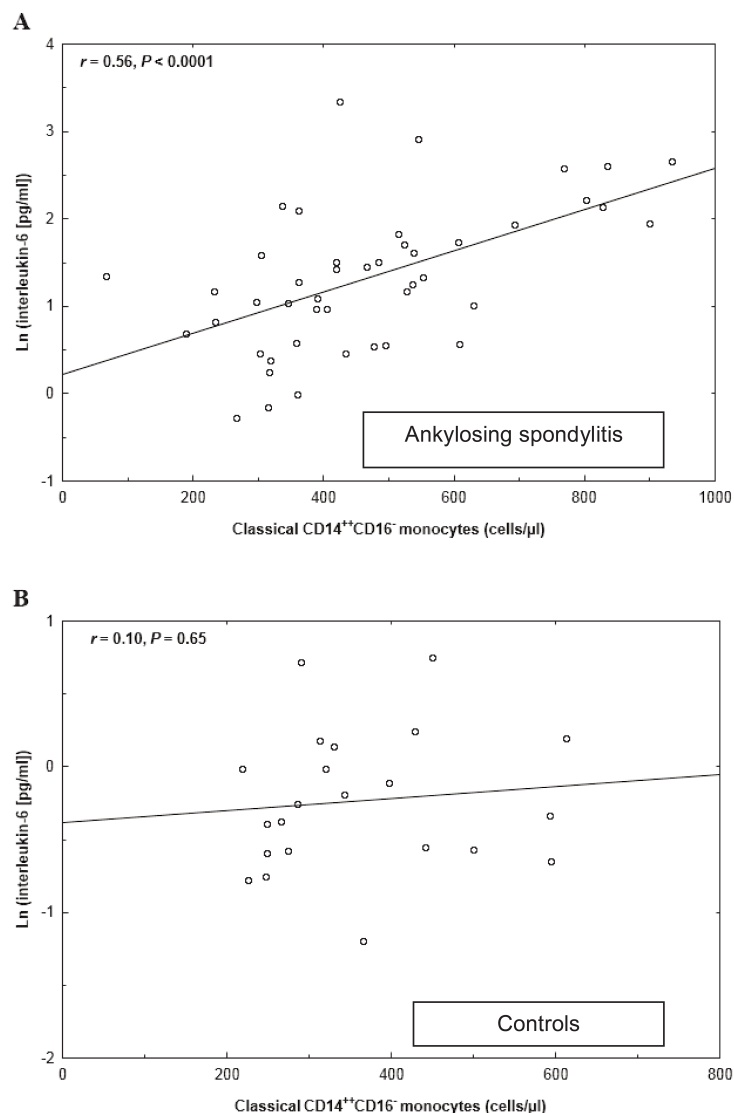 A
r = 0.56, P < 0.0001
4
3
2
1
0
-1
Ln (interleukin-6 [pg/ml])
Ankylosing spondylitis
0 200 400 600 800 1000
Classical CD14⁺⁺CD16⁻ monocytes (cells/µl)
B
r = 0.10, P = 0.65
1
0
-1
-2
Ln (interleukin-6 [pg/ml])
Controls
0 200 400 600 800
Classical CD14⁺⁺CD16⁻ monocytes (cells/µl)